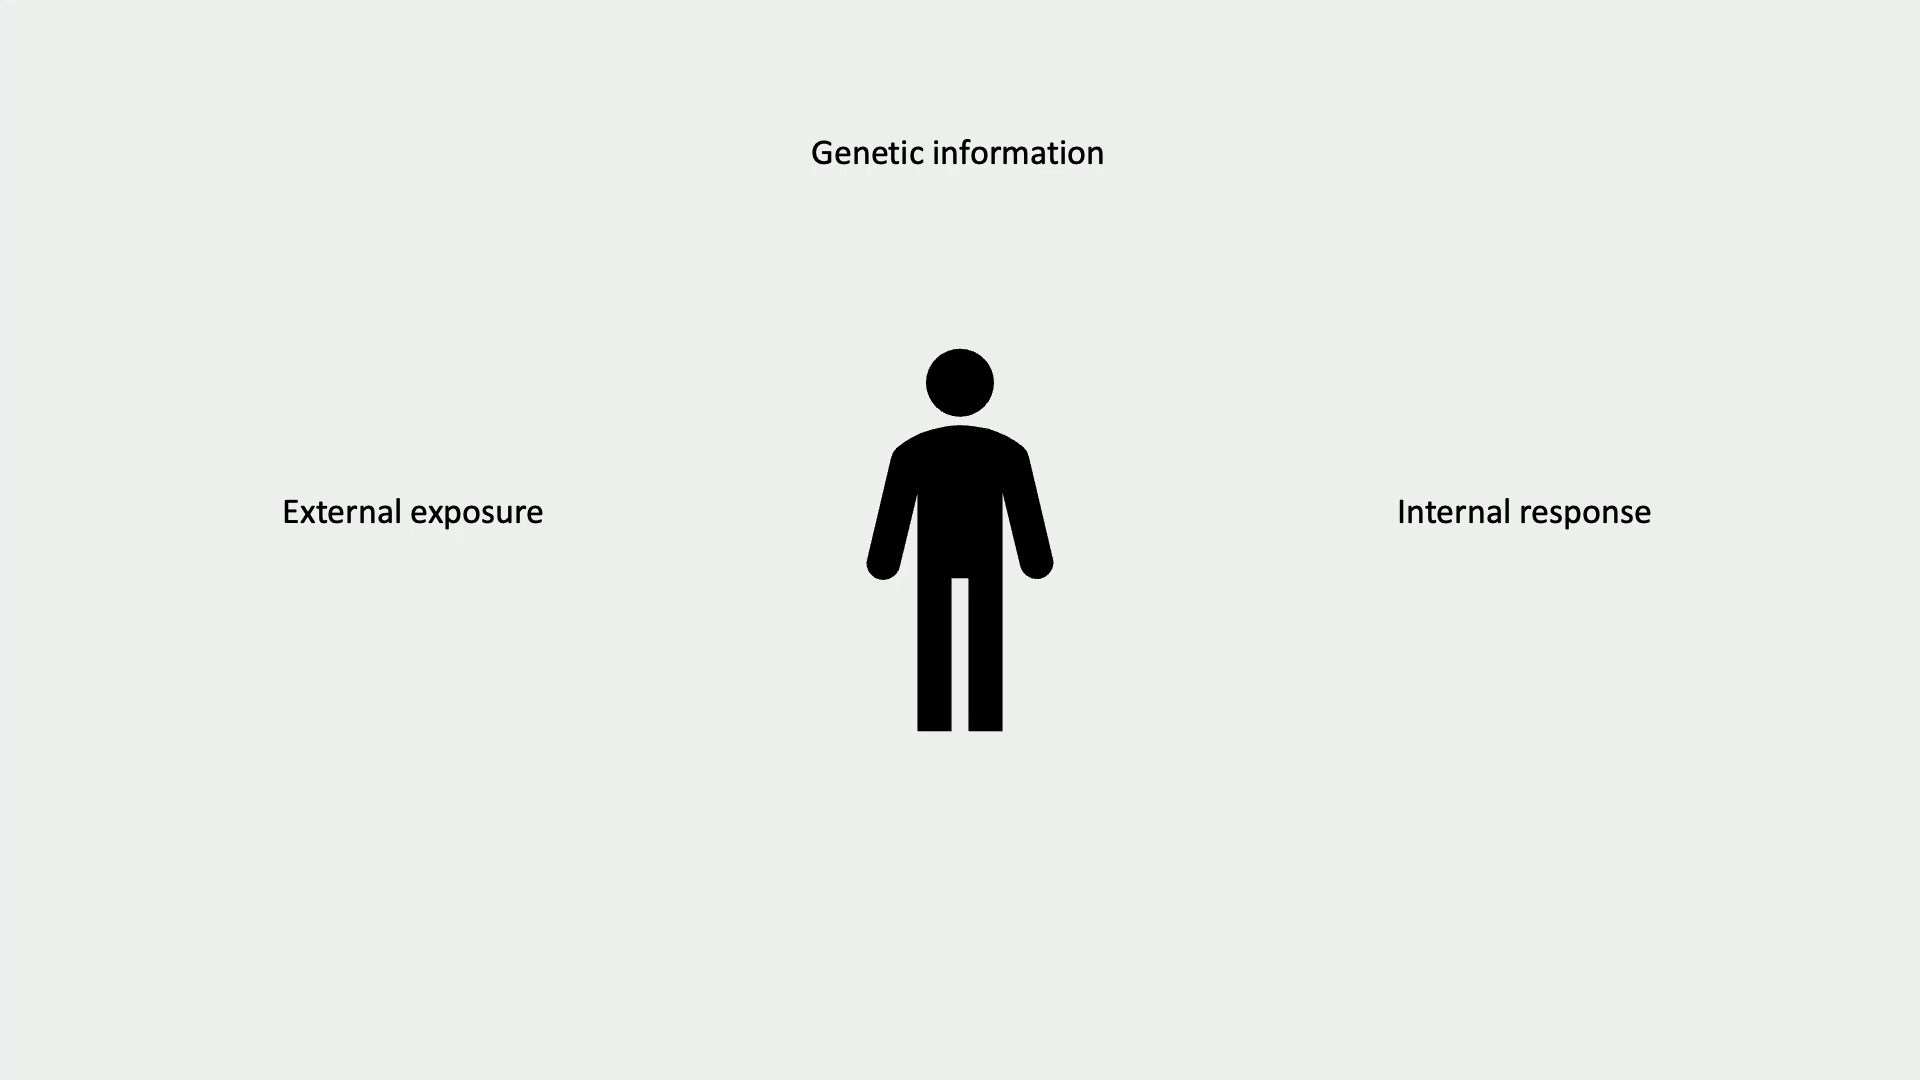 Genetic information
External exposure
Internal response